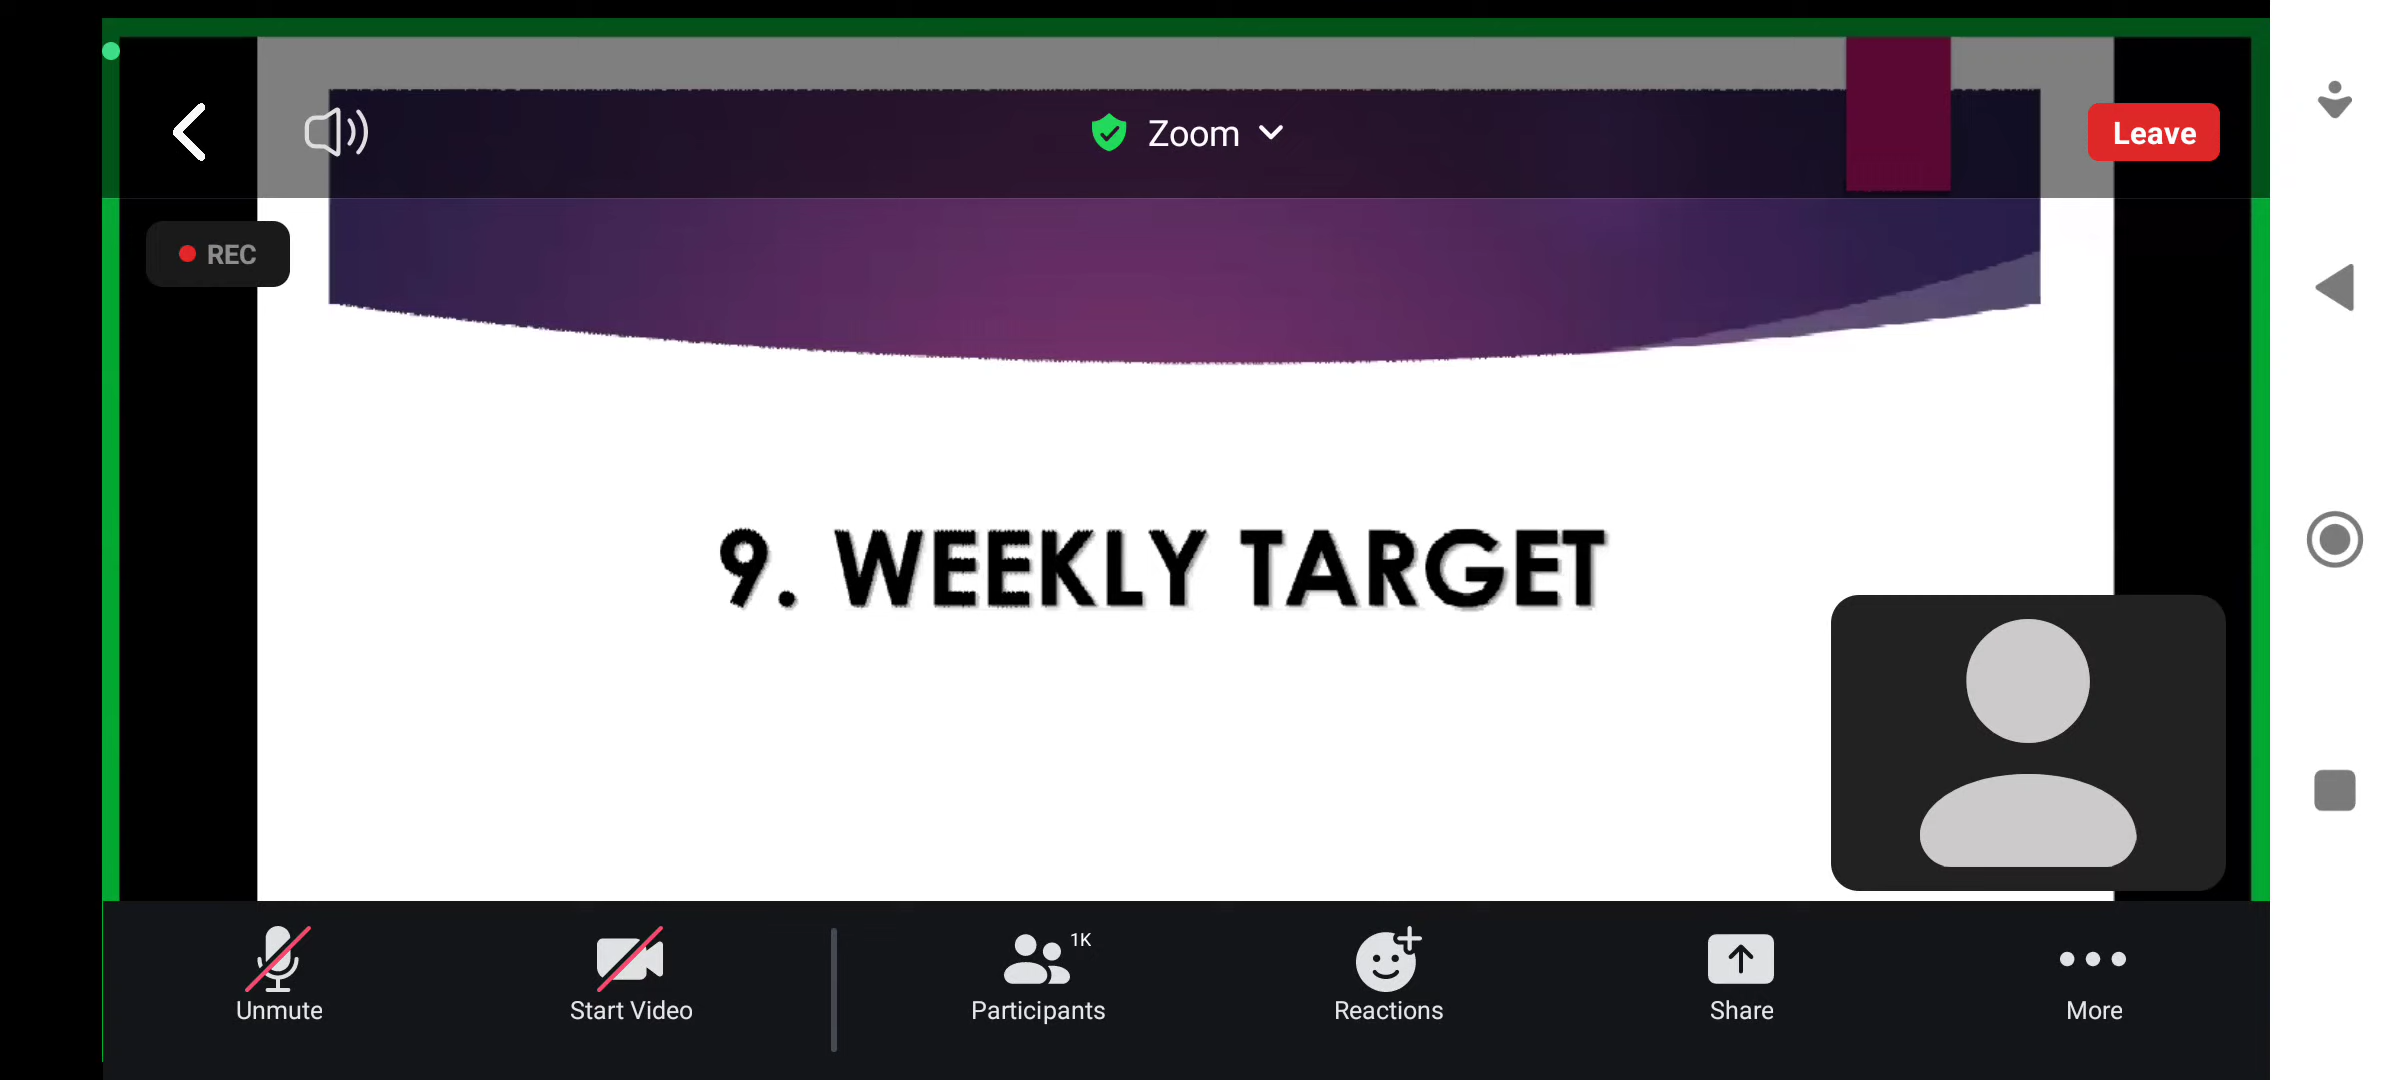 Zoom
Leave
REC
9. WEEKLY TARGET
1K
Unmute
Start Video
Participants
Reactions
Share
More